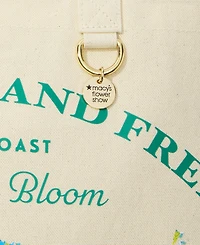 ★macy's
flower
show
AND FRE
OAST
Bloom